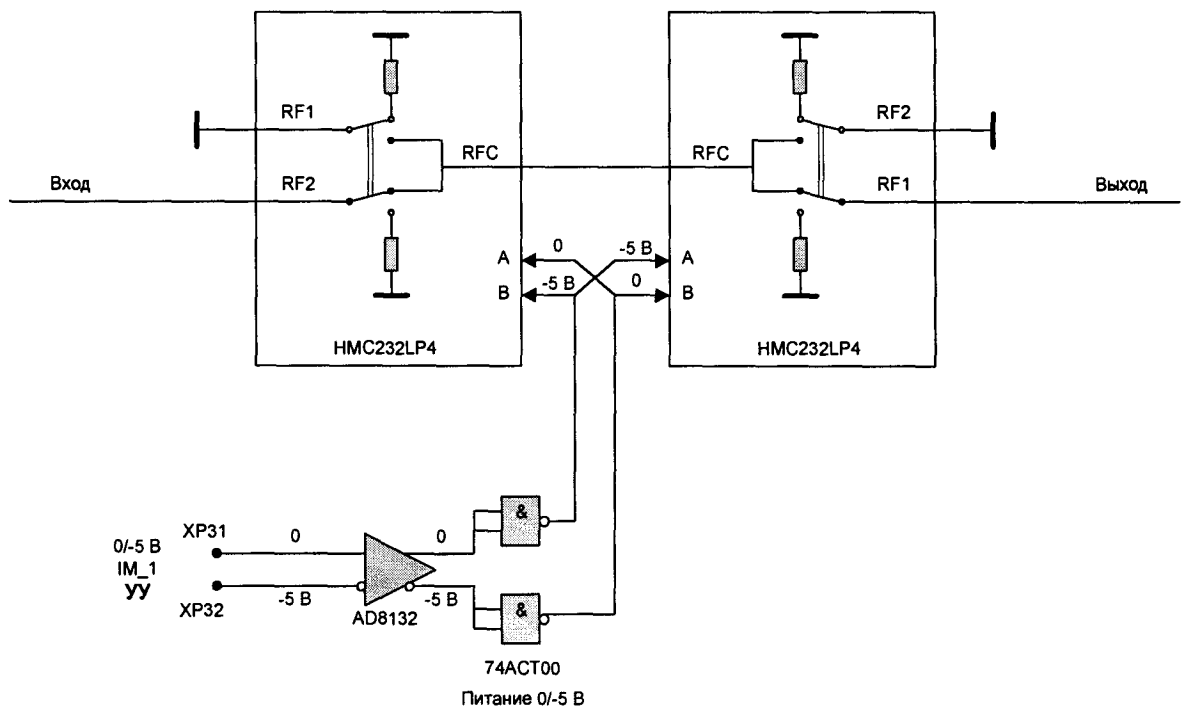 RF1
RF2
RFC
RFC
RF2
RF1
Вход
Выход
A
0
-5 В
A
B
-5 В
0
B
HMC232LP4
HMC232LP4
XP31
0
0
&
0/-5 В
IM_1
УУ
XP32
-5 В
-5 В
&
AD8132
74ACT00
Питание 0/-5 В